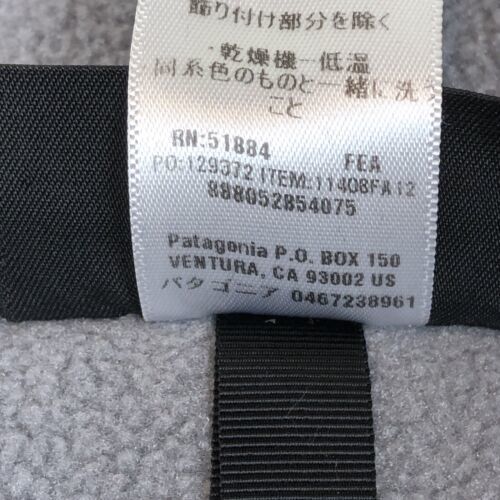 飾り付け部分を除く
乾燥機-低温
同系色のものと一緒に洗う
こと
RN:51884 FEA
PO-129372 ITEM:11408FA12
888052854075
Patagonia P.O. BOX 150
VENTURA, CA 93002 US
パタゴニア 0467238961